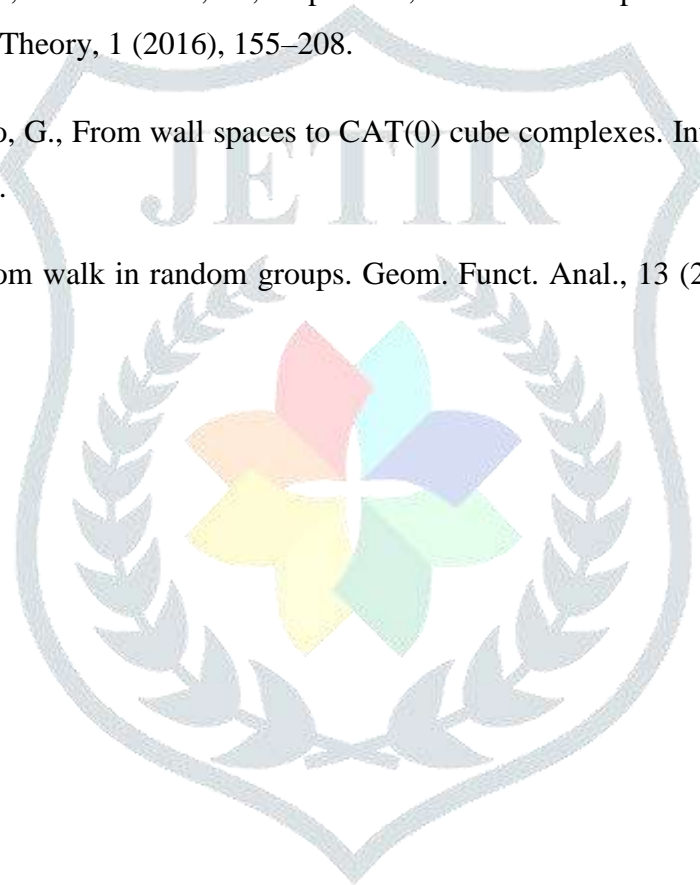 Theory, 1 (2016), 155–208.
, G., From wall spaces to CAT(0) cube complexes.
JETIR
om walk in random groups. Geom. Funct. Anal., 13 (2